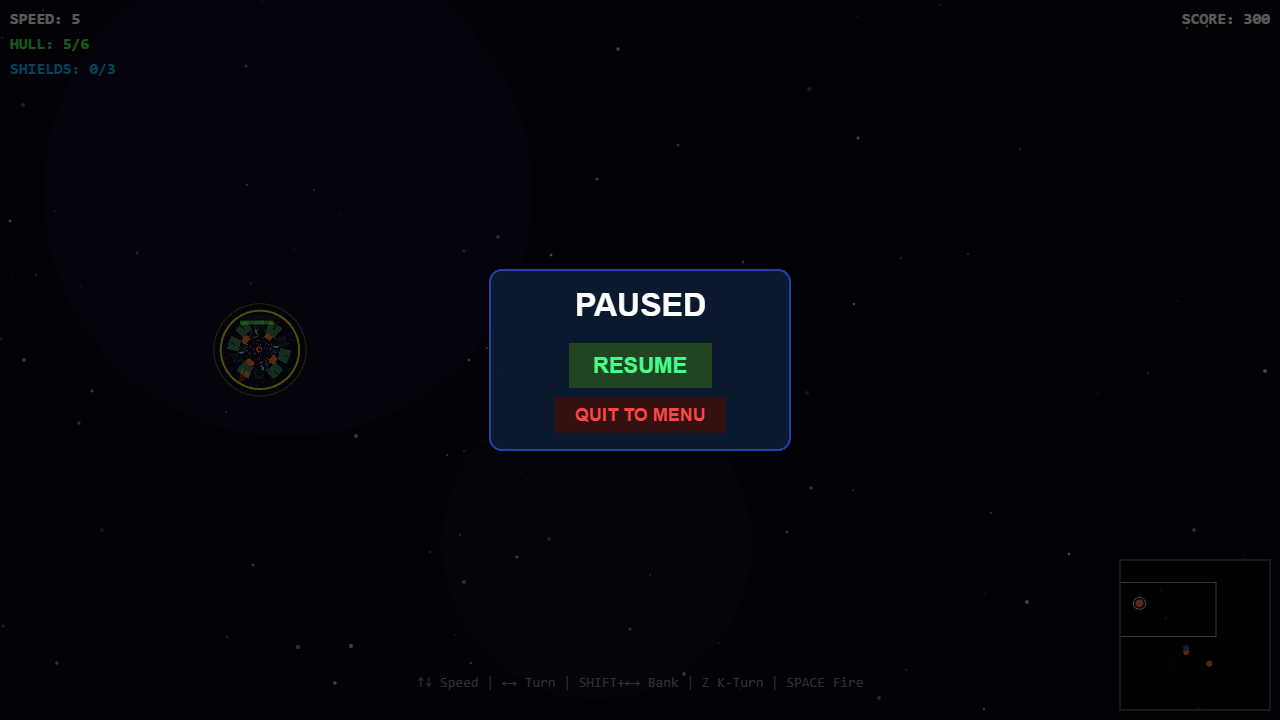 SPEED: 5
SCORE: 300
HULL: 5/6
SHIELDS: 0/3
PAUSED
RESUME
QUIT TO MENU
↑↓ Speed | ←→ Turn | SHIFT+←→ Bank | Z K-Turn | SPACE Fire